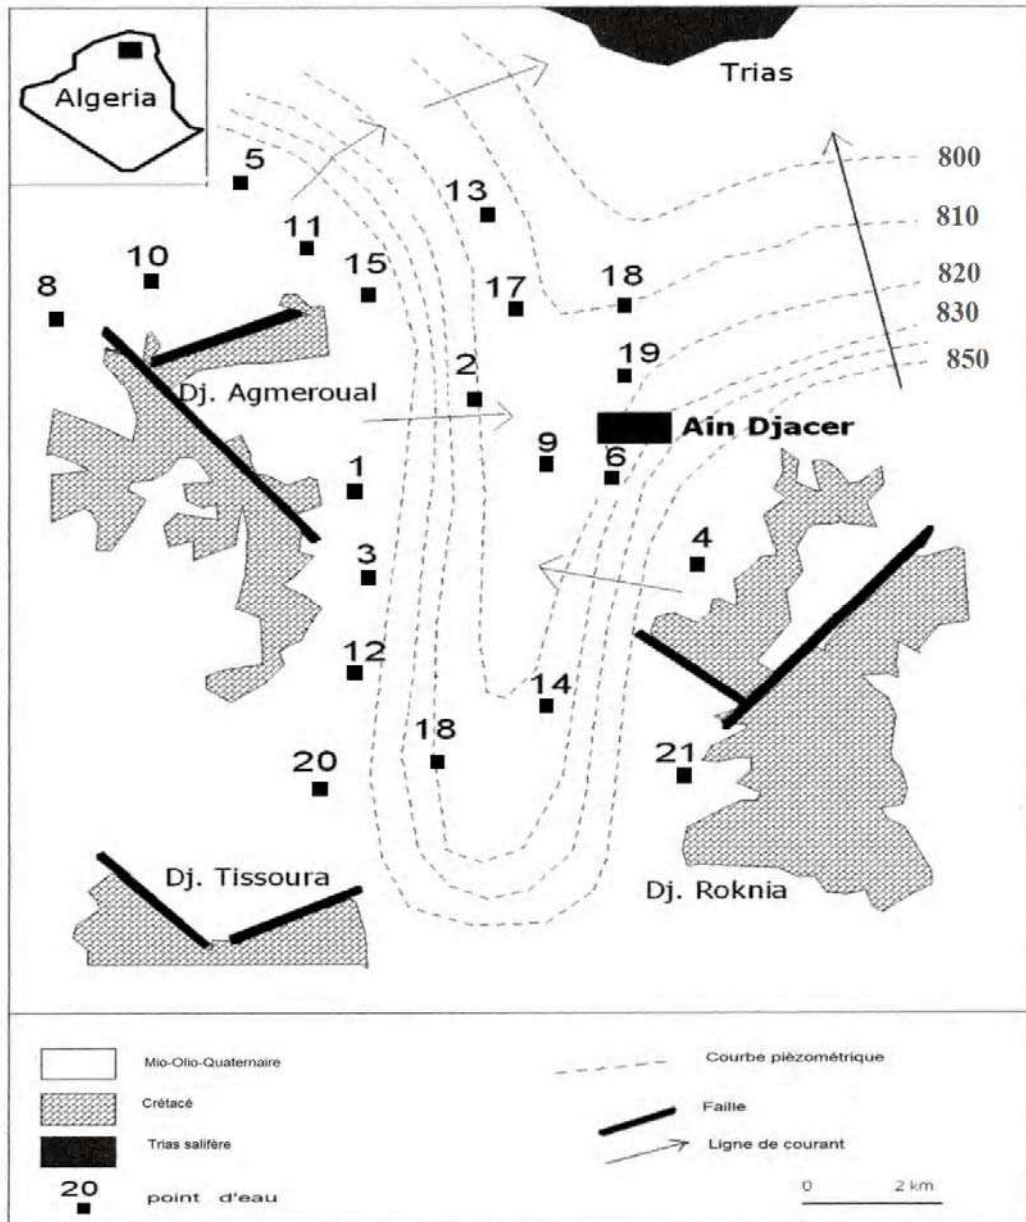 Algeria
Trias
5
800
13
810
11
10
15
820
8
17
18
830
19
2
850
Dj. Agmeroual
Ain Djacer
9
6
1
4
3
12
14
18
21
20
Dj. Tissoura
Dj. Roknia
Mio-Olio-Quaternaire
Courbe pièzométrique
Crétacé
Faille
Trias salifère
Ligne de courant
20
point d'eau
0 2 km